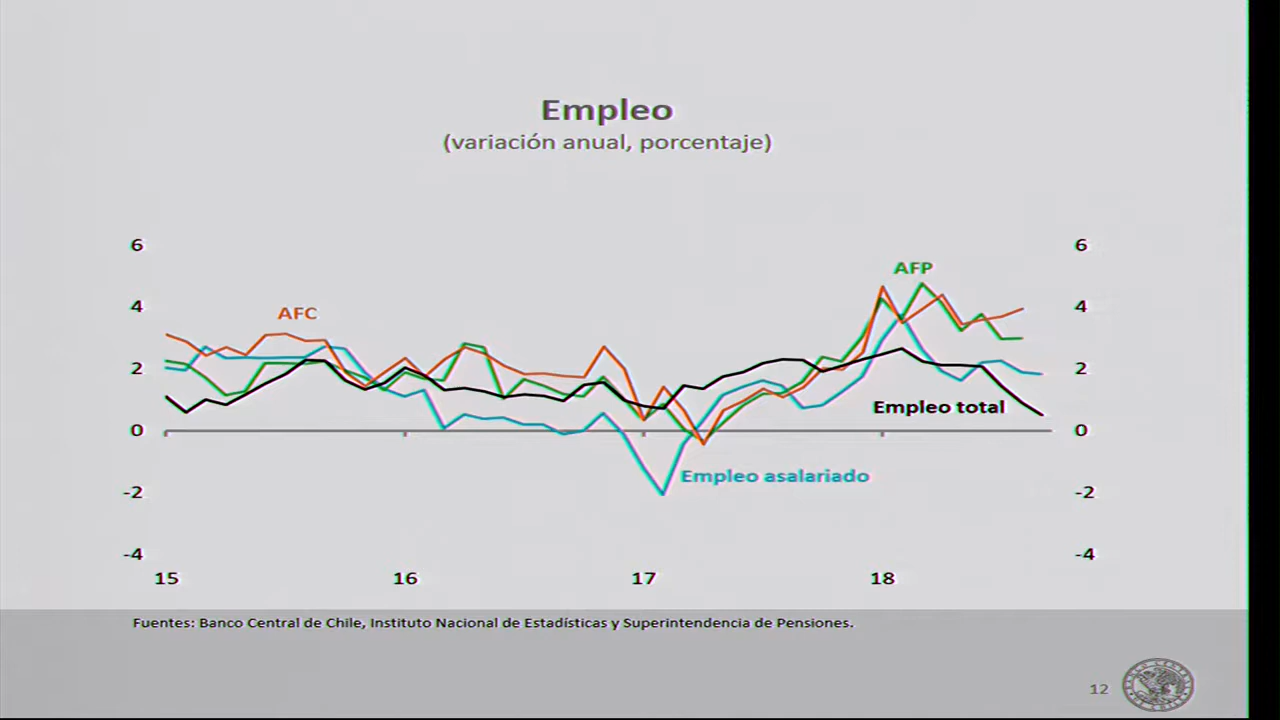 Empleo
(variación anual, porcentaje)
6 6
AFP
4 AFC 4
2 2
Empleo total
0 0
Empleo asalariado
-2 -2
-4 -4
15 16 17 18
Fuentes: Banco Central de Chile, Instituto Nacional de Estadísticas y Superintendencia de Pensiones.
12